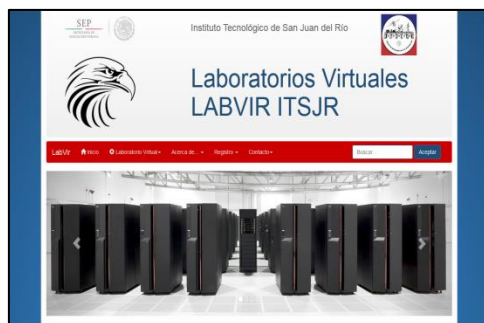 SEP
Instituto Tecnológico de San Juan del Río
Laboratorios Virtuales
LABVIR ITSJR
LabVir Inicio Laboratorio Virtual Acerca de... Registro Contacto Buscar Aceptar